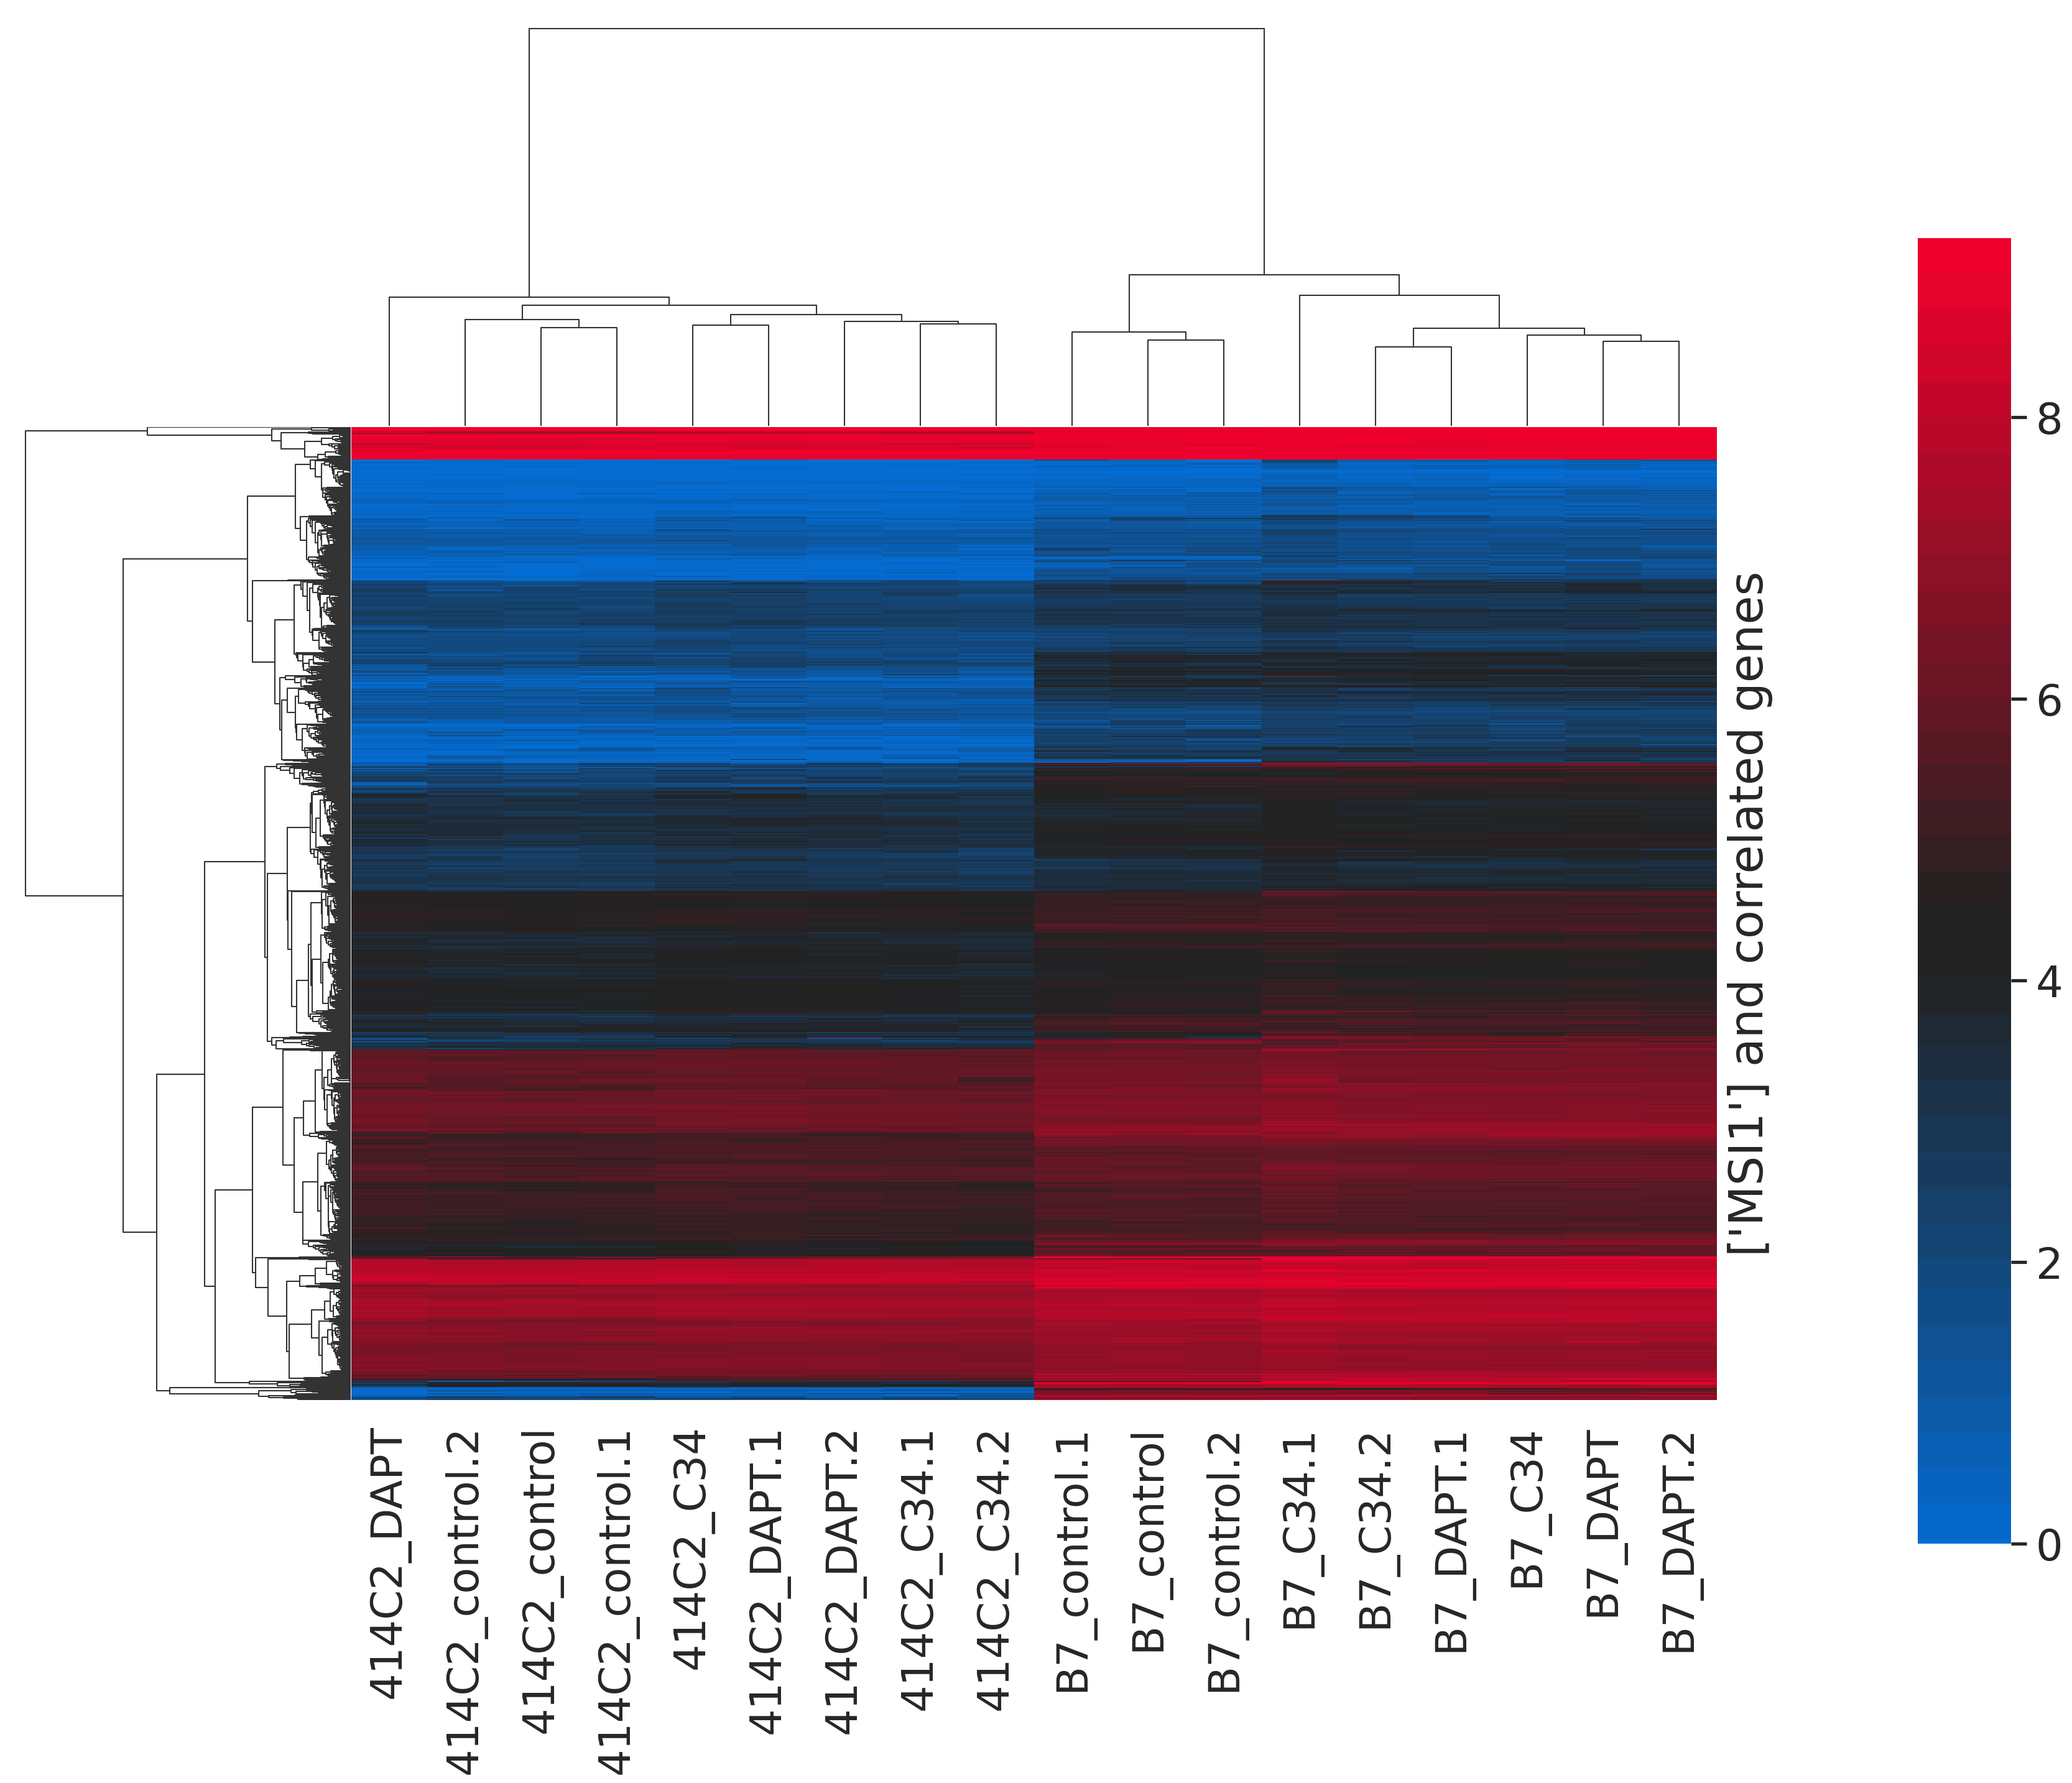 8
6
4
2
0
['MSI1'] and correlated genes
414C2_DAPT
414C2_control.2
414C2_control
414C2_control.1
414C2_C34
414C2_DAPT.1
414C2_DAPT.2
414C2_C34.1
414C2_C34.2
B7_control.1
B7_control
B7_control.2
B7_C34.1
B7_C34.2
B7_DAPT.1
B7_C34
B7_DAPT
B7_DAPT.2